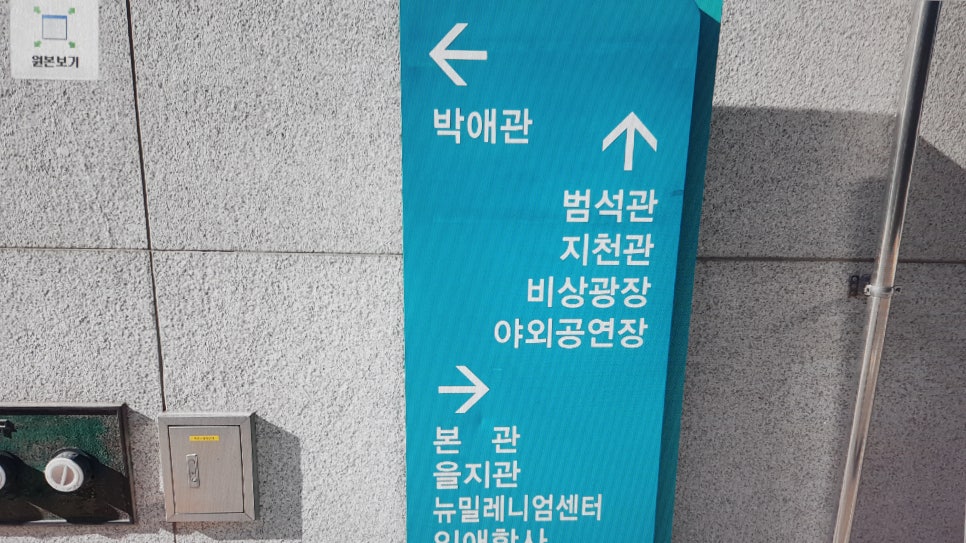 원본보기
박애관
범석관
지천관
비상광장
야외공연장
본 관
을지관
뉴밀레니엄센터